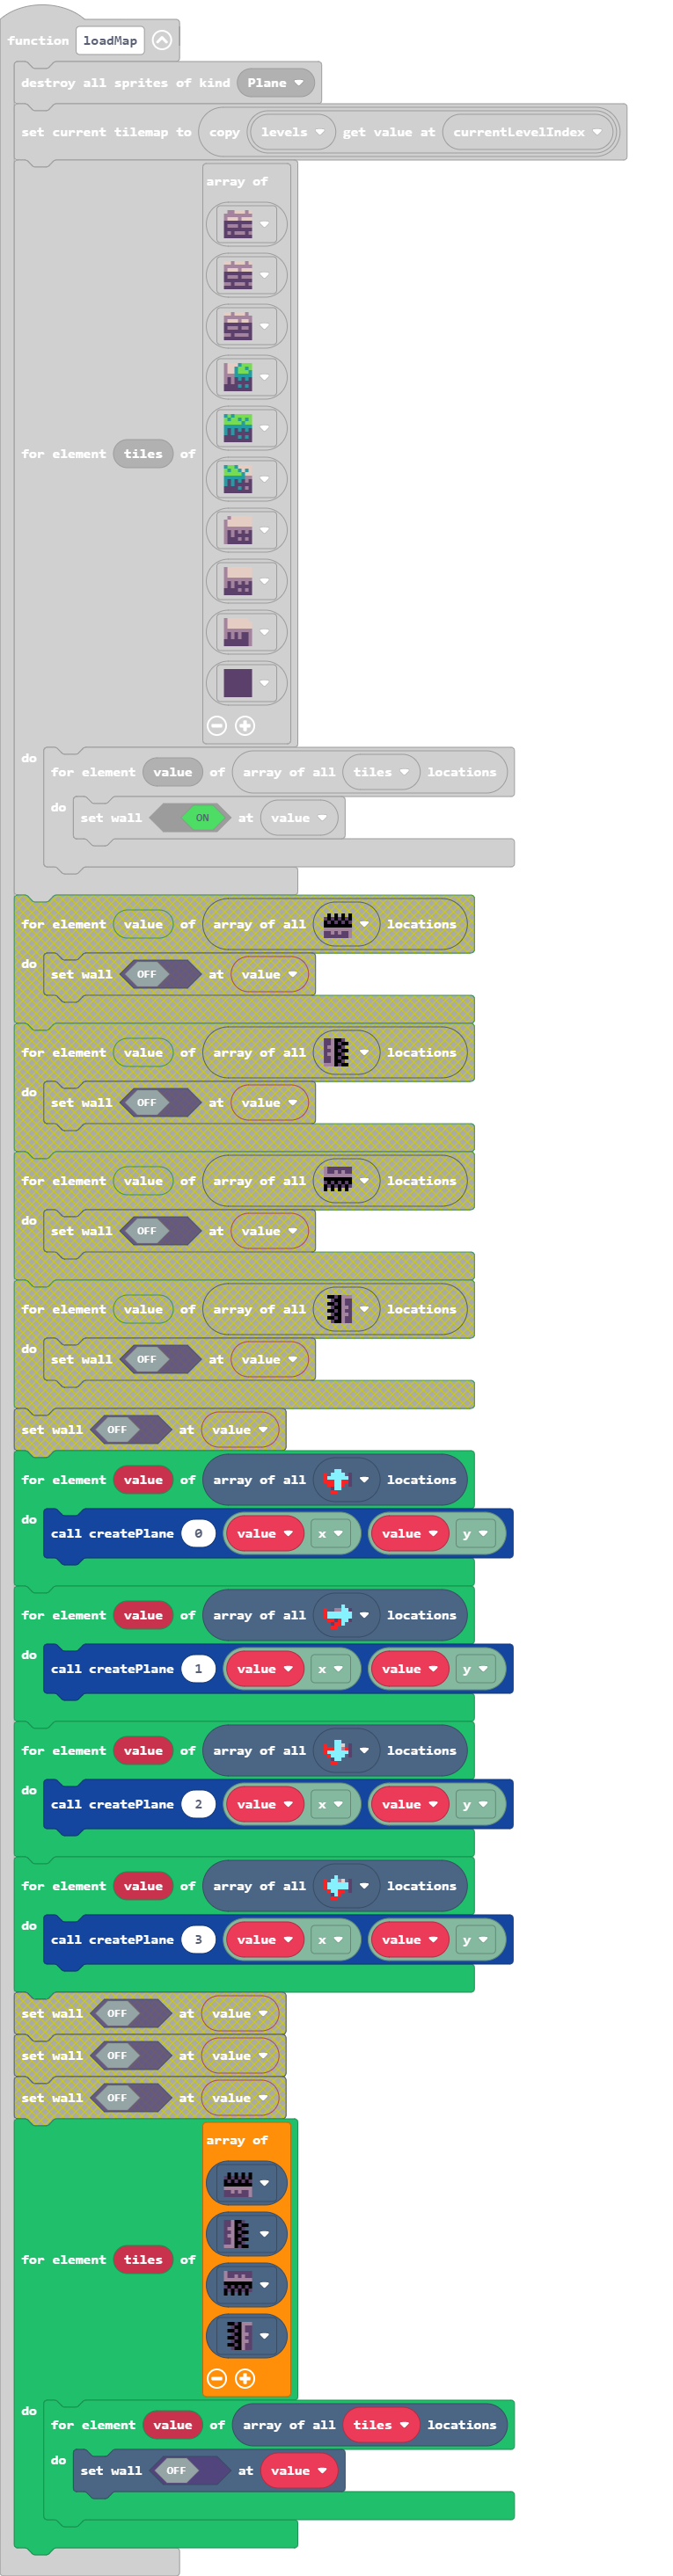 function loadMap
destroy all sprites of kind Plane
set current tilemap to copy levels get value at currentLevelIndex
array of
for element tiles of
do
for element value of array of all tiles locations
do
set wall ON at value
for element value of array of all locations
do
set wall OFF at value
for element value of array of all locations
do
set wall OFF at value
for element value of array of all locations
do
set wall OFF at value
for element value of array of all locations
do
set wall OFF at value
set wall OFF at value
for element value of array of all locations
do
call createPlane 0 value x value y
for element value of array of all locations
do
call createPlane 1 value x value y
for element value of array of all locations
do
call createPlane 2 value x value y
for element value of array of all locations
do
call createPlane 3 value x value y
set wall OFF at value
set wall OFF at value
set wall OFF at value
array of
for element tiles of
do
for element value of array of all tiles locations
do
set wall OFF at value